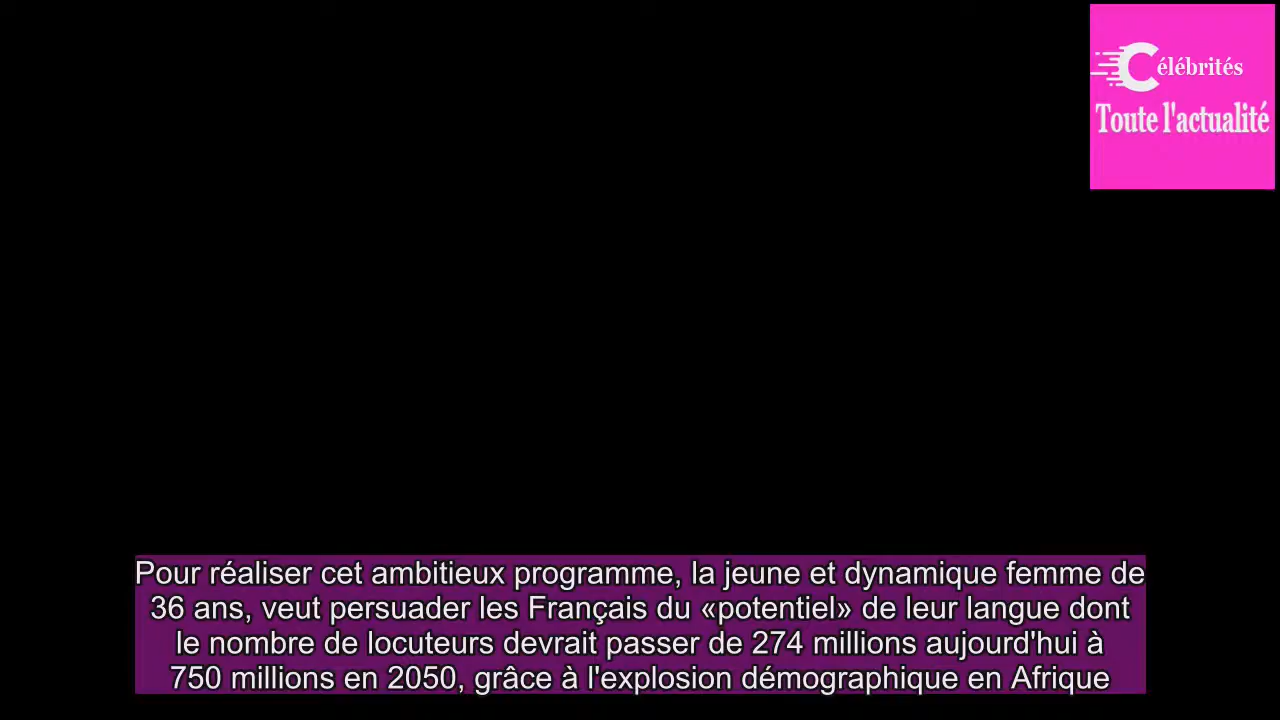 Célébrités
Toute l'actualité
Pour réaliser cet ambitieux programme, la jeune et dynamique femme de
36 ans, veut persuader les Français du «potentiel» de leur langue dont
le nombre de locuteurs devrait passer de 274 millions aujourd'hui à
750 millions en 2050, grâce à l'explosion démographique en Afrique